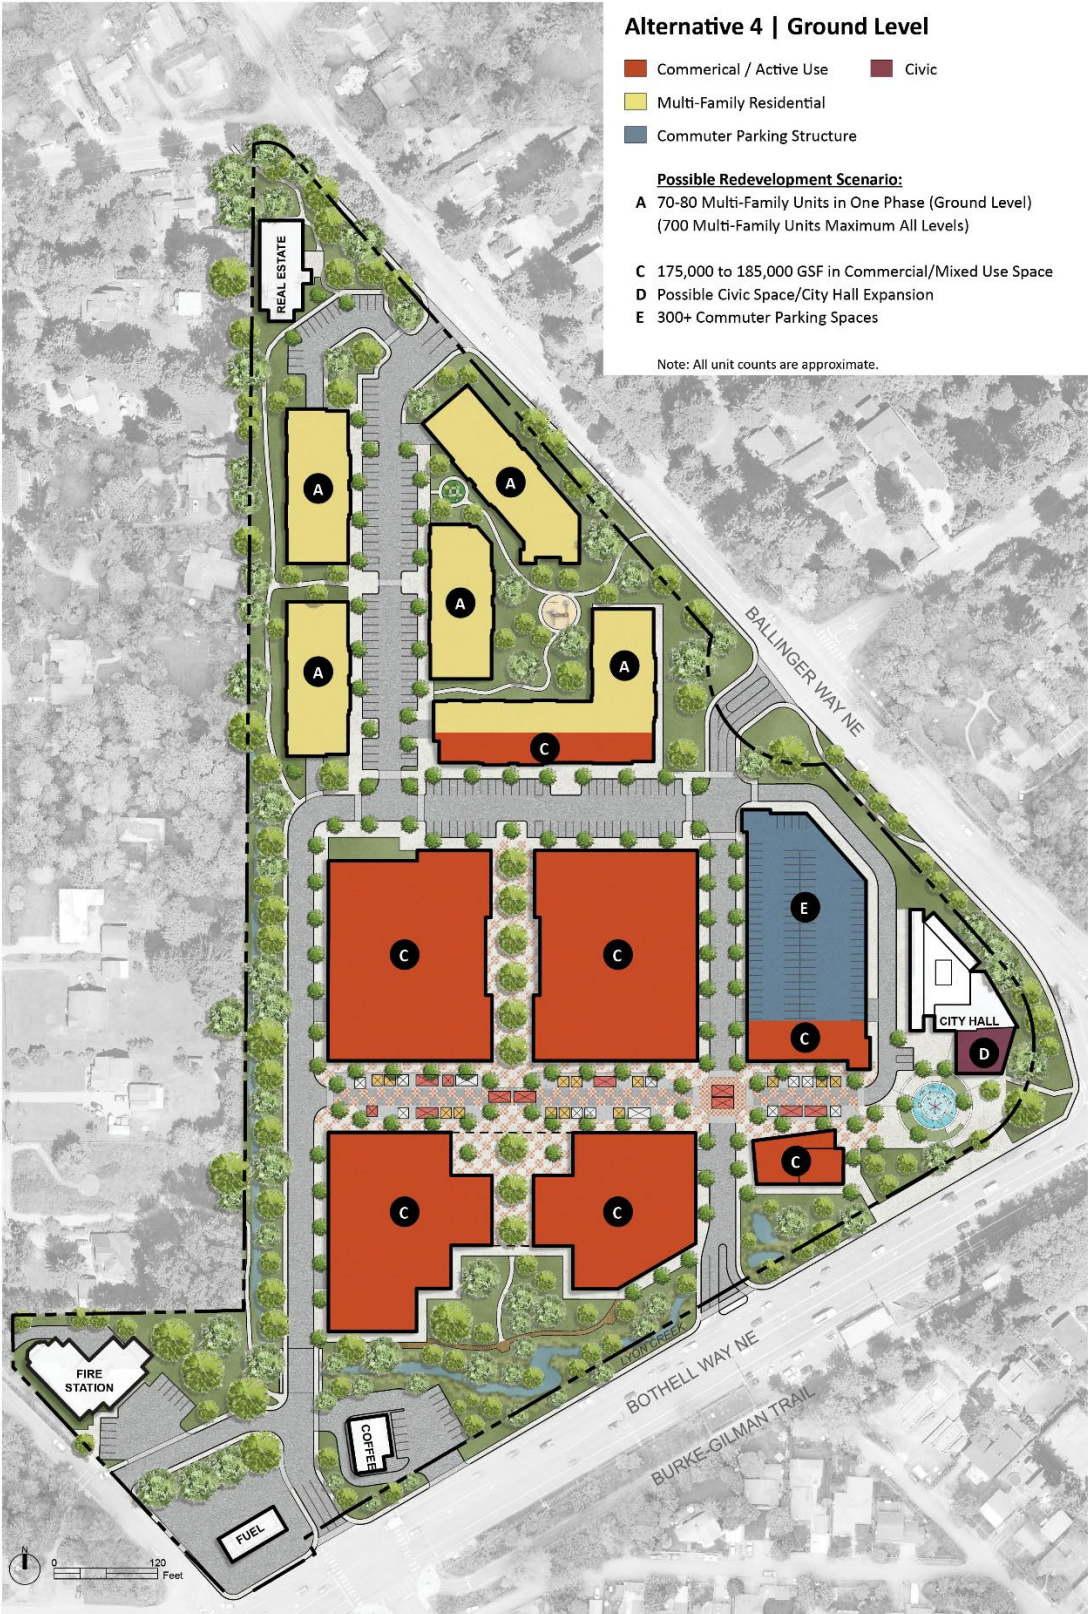 Alternative 4 | Ground Level
Commerical / Active Use
Civic
Multi-Family Residential
Commuter Parking Structure
Possible Redevelopment Scenario:
A 70-80 Multi-Family Units in One Phase (Ground Level)
(700 Multi-Family Units Maximum All Levels)
C 175,000 to 185,000 GSF in Commercial/Mixed Use Space
D Possible Civic Space/City Hall Expansion
E 300+ Commuter Parking Spaces
Note: All unit counts are approximate.
REAL ESTATE
A
A
A
A
A
C
BALLINGER WAY NE
C
C
E
C
CITY HALL
D
C
C
C
LYON CREEK
BOTHELL WAY NE
BURKE-GILMAN TRAIL
FIRE
STATION
COFFEE
FUEL
N
0 120
Feet